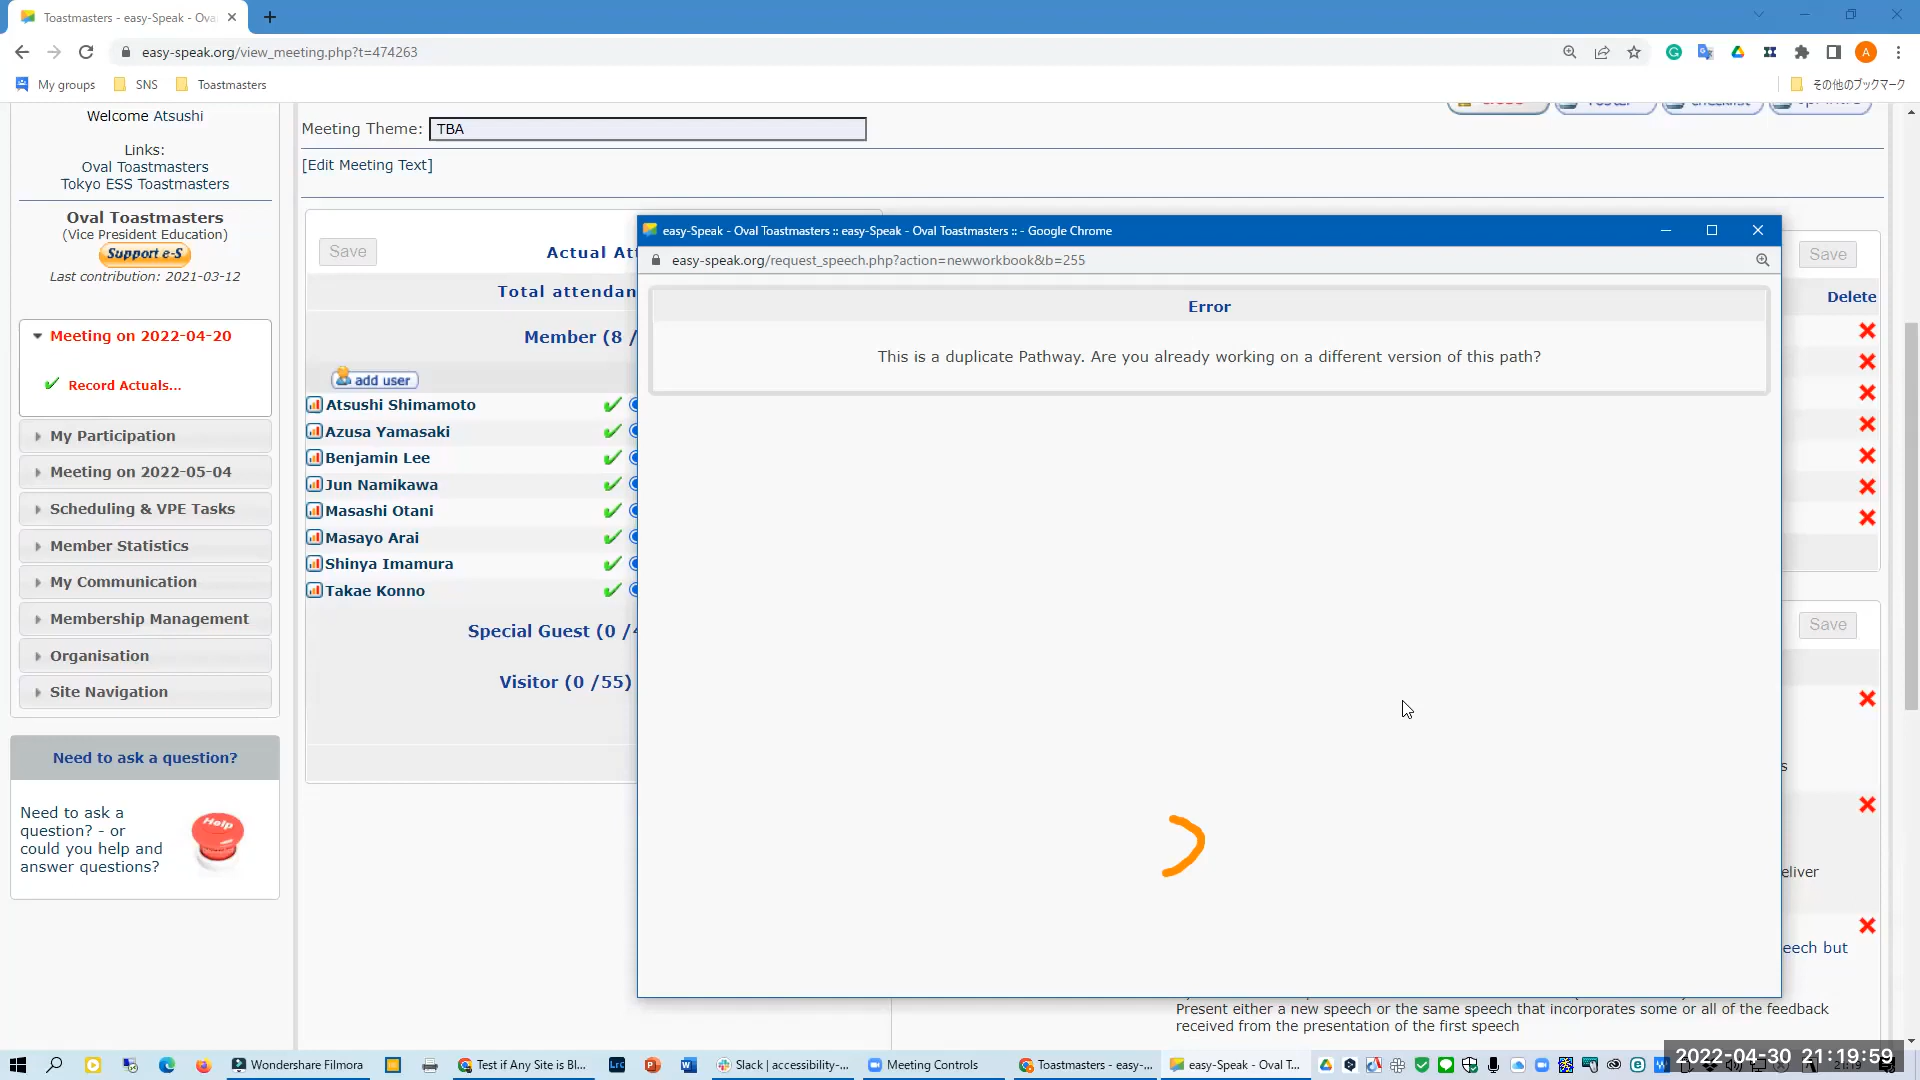 Toastmasters - easy-Speak - Ova
easy-speak.org/view_meeting.php?t=474263
My groups
SNS
Toastmasters
その他のブックマーク
Welcome Atsushi
Links:
Oval Toastmasters
Tokyo ESS Toastmasters
Oval Toastmasters
(Vice President Education)
Support e-S
Last contribution: 2021-03-12
Meeting on 2022-04-20
Record Actuals...
My Participation
Meeting on 2022-05-04
Scheduling & VPE Tasks
Member Statistics
My Communication
Membership Management
Organisation
Site Navigation
Need to ask a question?
Need to ask a
question? - or
could you help and
answer questions?
Help
Meeting Theme: TBA
[Edit Meeting Text]
Save
Actual Att
Total attendan
Member (8 /
add user
Atsushi Shimamoto
Azusa Yamasaki
Benjamin Lee
Jun Namikawa
Masashi Otani
Masayo Arai
Shinya Imamura
Takae Konno
Special Guest (0 /4
Visitor (0 /55)
easy-Speak - Oval Toastmasters :: easy-Speak - Oval Toastmasters :: - Google Chrome
easy-speak.org/request_speech.php?action=newworkbook&b=255
Error
This is a duplicate Pathway. Are you already working on a different version of this path?
Save
Delete
Save
s
eliver
eech but
Present either a new speech or the same speech that incorporates some or all of the feedback
received from the presentation of the first speech
Wondershare Filmora
Test if Any Site is Bl...
LrC
Slack | accessibility-...
Meeting Controls
Toastmasters - easy-...
easy-Speak - Oval T...
2022-04-30 21:19:59